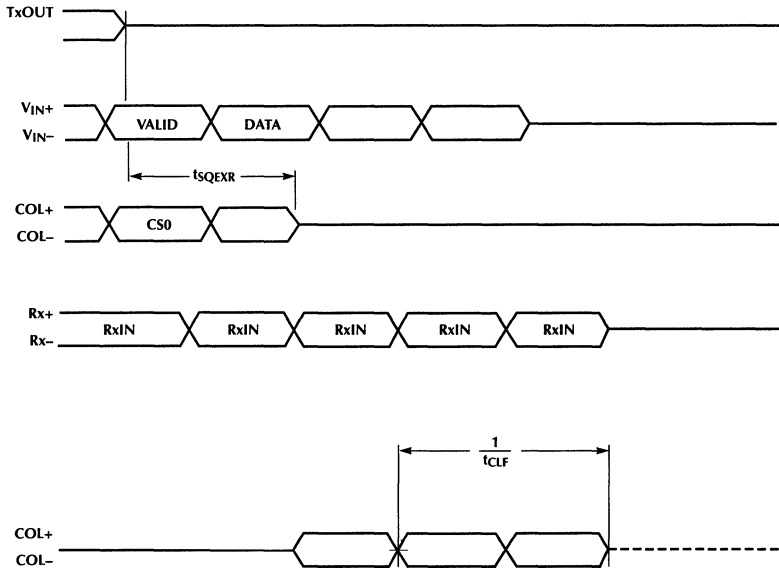 TxOUT
VIN+
VALID
DATA
VIN–
tSQEXR
COL+
CS0
COL–
Rx+
RxIN
RxIN
RxIN
RxIN
RxIN
Rx–
1
tCLF
COL+
COL–